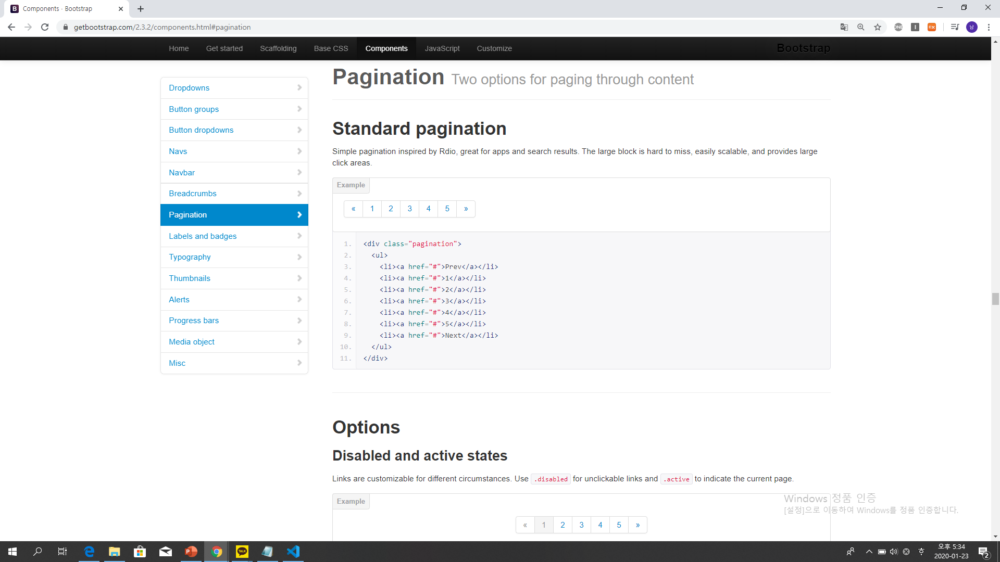 Components · Bootstrap
getbootstrap.com/2.3.2/components.html#pagination
Home Get started Scaffolding Base CSS Components JavaScript Customize Bootstrap
Dropdowns
Button groups
Button dropdowns
Navs
Navbar
Breadcrumbs
Pagination
Labels and badges
Typography
Thumbnails
Alerts
Progress bars
Media object
Misc
Pagination Two options for paging through content
Standard pagination
Simple pagination inspired by Rdio, great for apps and search results. The large block is hard to miss, easily scalable, and provides large
click areas.
Example
« 1 2 3 4 5 »
1. <div class="pagination">
2. <ul>
3. <li><a href="#">Prev</a></li>
4. <li><a href="#">1</a></li>
5. <li><a href="#">2</a></li>
6. <li><a href="#">3</a></li>
7. <li><a href="#">4</a></li>
8. <li><a href="#">5</a></li>
9. <li><a href="#">Next</a></li>
10. </ul>
11. </div>
Options
Disabled and active states
Links are customizable for different circumstances. Use .disabled for unclickable links and .active to indicate the current page.
Example
« 1 2 3 4 5 »
Windows 정품 인증
[설정]으로 이동하여 Windows를 정품 인증합니다.
TALK
오후 5:34
2020-01-23
2